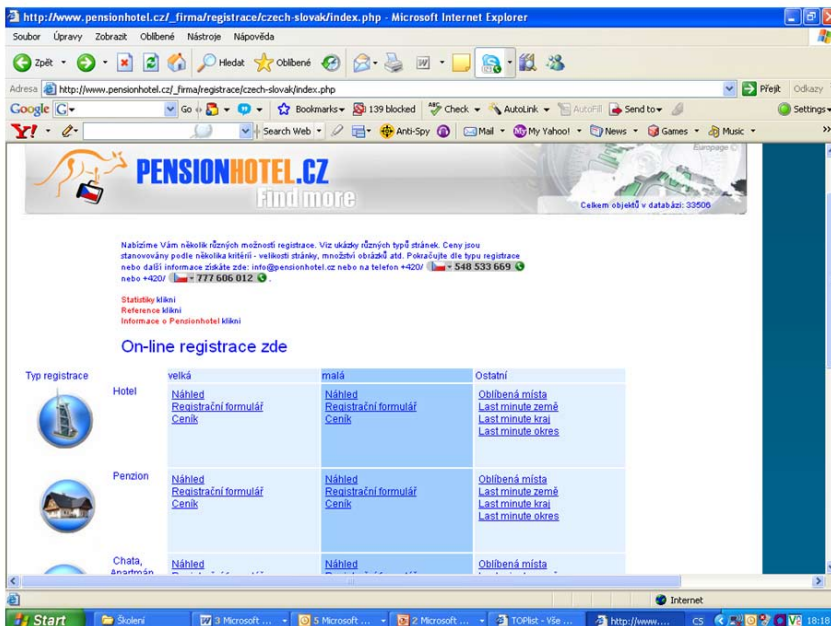 http://www.pensionhotel.cz/_firma/registrace/czech-slovak/index.php - Microsoft Internet Explorer
Soubor Úpravy Zobrazit Oblíbené Nástroje Nápověda
Zpět Hledat Oblíbené
Adresa http://www.pensionhotel.cz/_firma/registrace/czech-slovak/index.php Přejít Odkazy
Google G Go Bookmarks 139 blocked Check AutoLink AutoFill Send to Settings
Y! Search Web Anti-Spy Mail My Yahoo! News Games Music
PENSIONHOTEL.CZ
Find more
Europage ©
Celkem objektů v databázi: 33506
Nabízíme Vám několik různých možností registrace. Viz ukázky různých typů stránek. Ceny jsou
stanovovány podle několika kritérií - velikosti stránky, množství obrázků atd. Pokračujte dle typu registrace
nebo další informace získáte zde: info@pensionhotel.cz nebo na telefon +420/ 548 533 669
nebo +420/ 777 606 012 .
Statistiky klikni
Reference klikni
Informace o Pensionhotel klikni
On-line registrace zde
Typ registrace velká malá Ostatní
Hotel Náhled Náhled Oblíbená místa
Registrační formulář Registrační formulář Last minute země
Ceník Ceník Last minute kraj
Last minute okres
Penzion Náhled Náhled Oblíbená místa
Registrační formulář Registrační formulář Last minute země
Ceník Ceník Last minute kraj
Last minute okres
Chata, Náhled Náhled Oblíbená místa
Apartmán
Internet
Start Školení 3 Microsoft ... 5 Microsoft ... 2 Microsoft ... TOPlist - Vše ... http://www.... CS 18:18